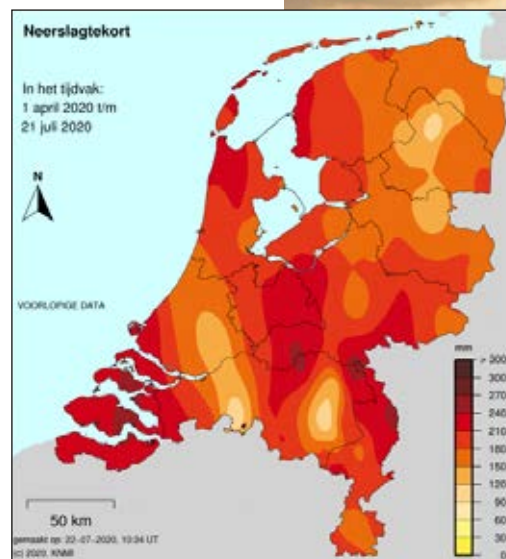 Neerslagtekort
In het tijdvak:
1 april 2020 t/m
21 juli 2020
N
VOORLOPIGE DATA
mm
> 300
300
270
240
210
180
150
120
90
60
30
0
50 km
gemaakt op: 22-07-2020, 10:34 UT
(c) 2020, KNMI